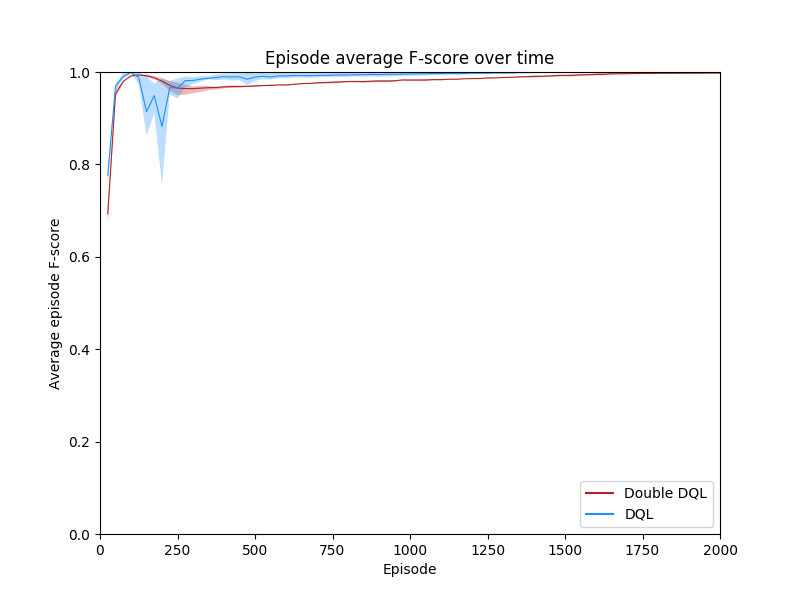 Episode average F-score over time
Average episode F-score
1.0
0.8
0.6
0.4
0.2
0.0
0 250 500 750 1000 1250 1500 1750 2000
Episode
Double DQL
DQL